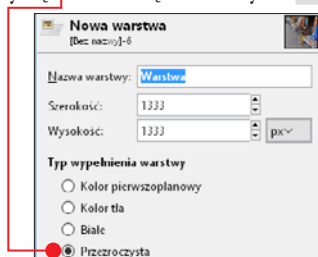 Nowa warstwa
[Bez nazwy]-6
Nazwa warstwy: Warstwa
Szerokość: 1333
Wysokość: 1333 px
Typ wypełnienia warstwy
Kolor pierwszoplanowy
Kolor tła
Białe
Przezroczysta